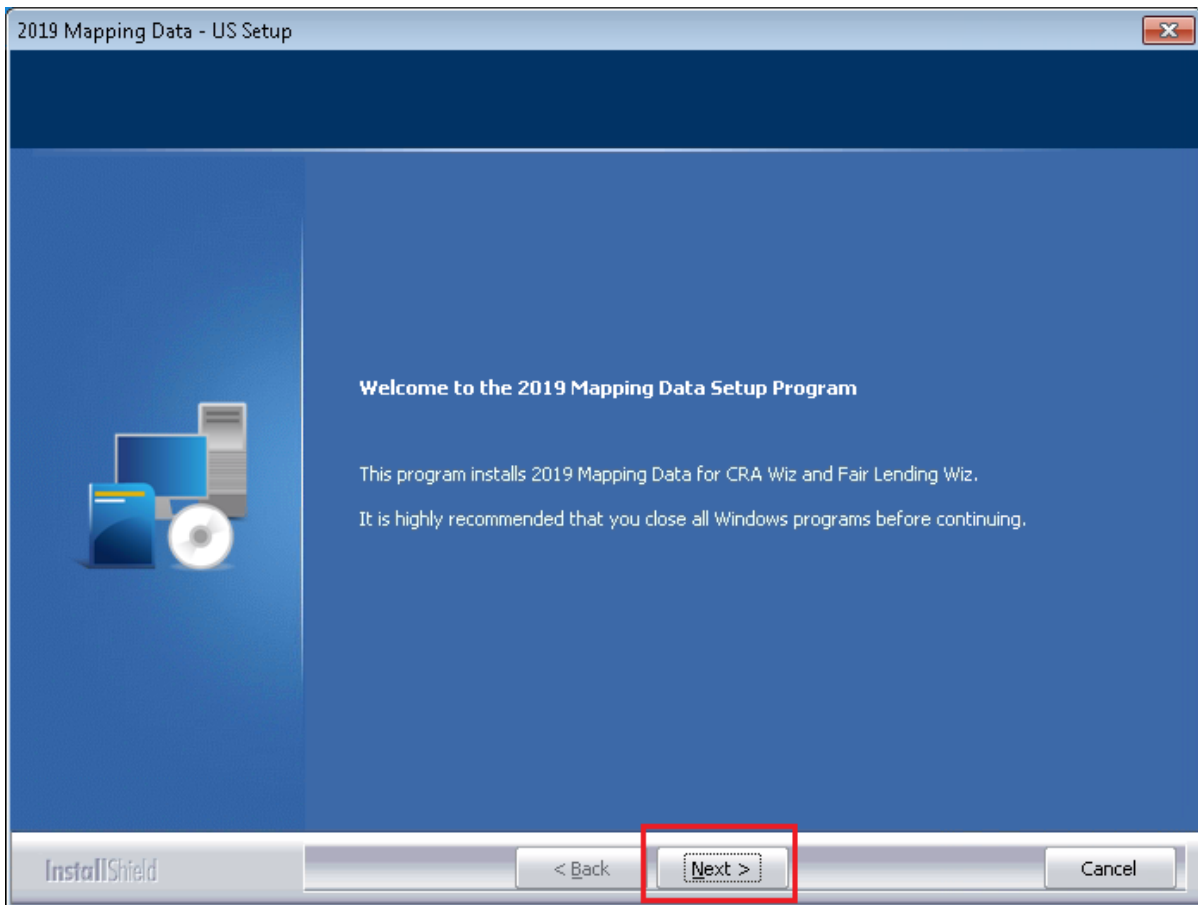 2019 Mapping Data - US Setup
Welcome to the 2019 Mapping Data Setup Program
This program installs 2019 Mapping Data for CRA Wiz and Fair Lending Wiz.
It is highly recommended that you close all Windows programs before continuing.
InstallShield
< Back
Next >
Cancel